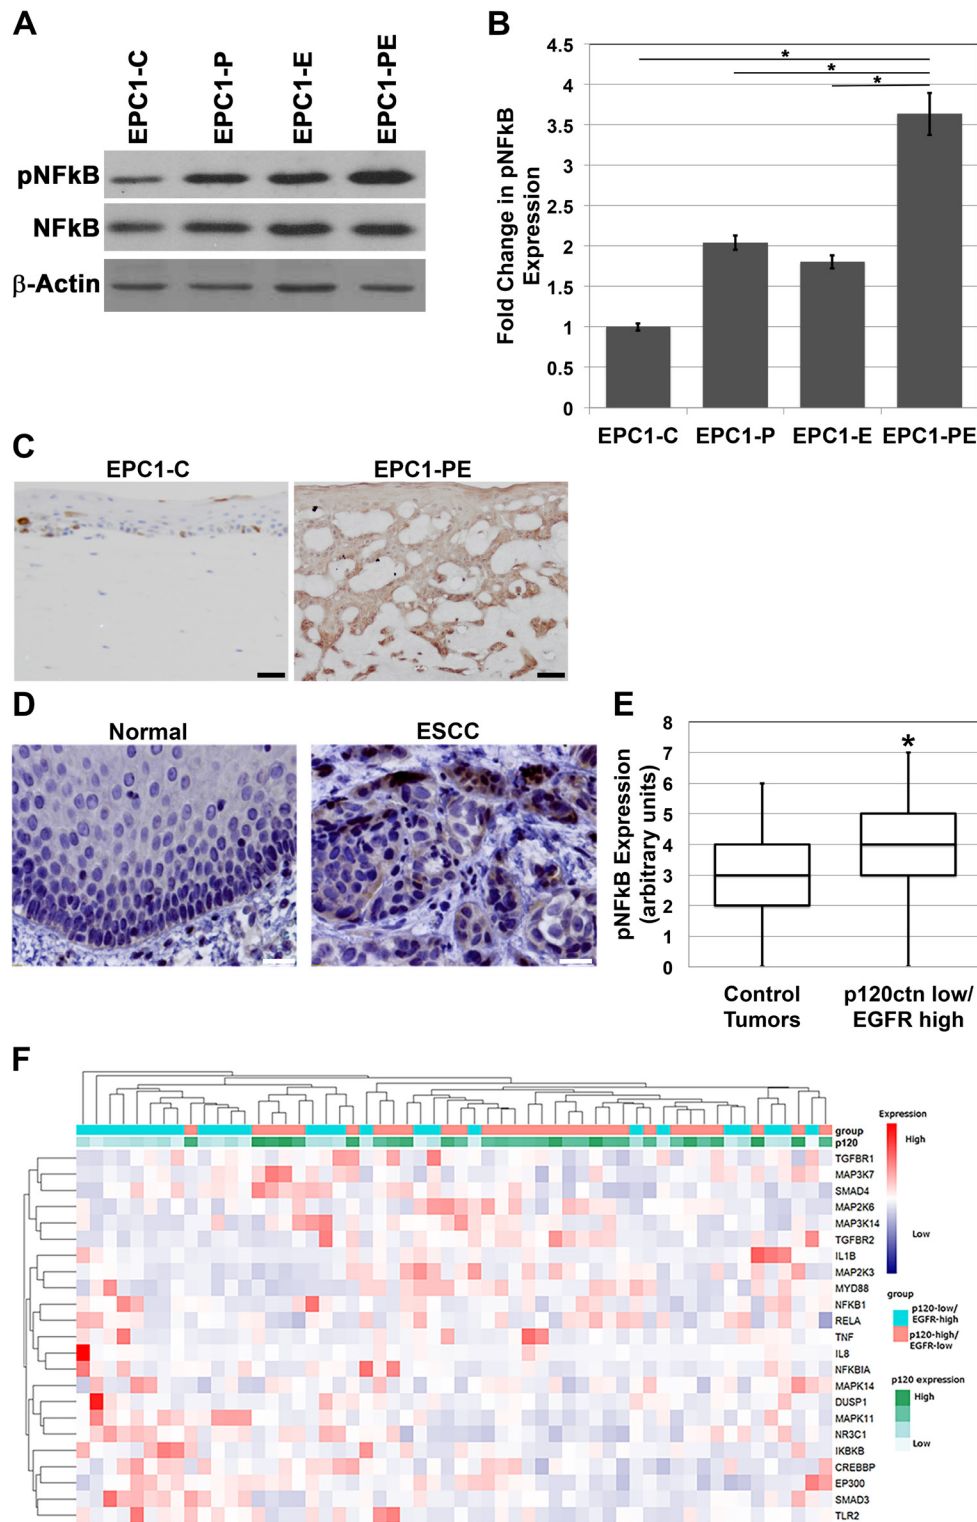 A
EPC1-C
EPC1-P
EPC1-E
EPC1-PE
pNFkB
NFkB
β-Actin
B
Fold Change in pNFkB
Expression
4.5
4
3.5
3
2.5
2
1.5
1
0.5
0
*
*
*
EPC1-C EPC1-P EPC1-E EPC1-PE
C
EPC1-C EPC1-PE
D
Normal ESCC
E
pNFkB Expression
(arbitrary units)
8
7
6
5
4
3
2
1
0
*
Control
Tumors
p120ctn low/
EGFR high
F
group
p120
TGFBR1
MAP3K7
SMAD4
MAP2K6
MAP3K14
TGFBR2
IL1B
MAP2K3
MYD88
NFKB1
RELA
TNF
IL8
NFKBIA
MAPK14
DUSP1
MAPK11
NR3C1
IKBKB
CREBBP
EP300
SMAD3
TLR2
Expression
High
Low
group
p120-low/
EGFR-high
p120-high/
EGFR-low
p120 expression
High
Low